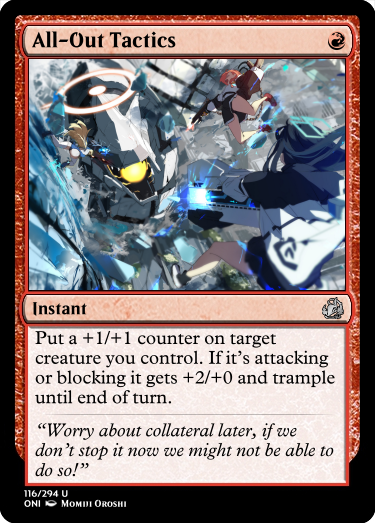 All-Out Tactics
Instant
Put a +1/+1 counter on target
creature you control. If it's attacking
or blocking it gets +2/+0 and trample
until end of turn.
“Worry about collateral later, if we
don't stop it now we might not be able to
do so!”
116/294 U
ONI Momiji Oroshi